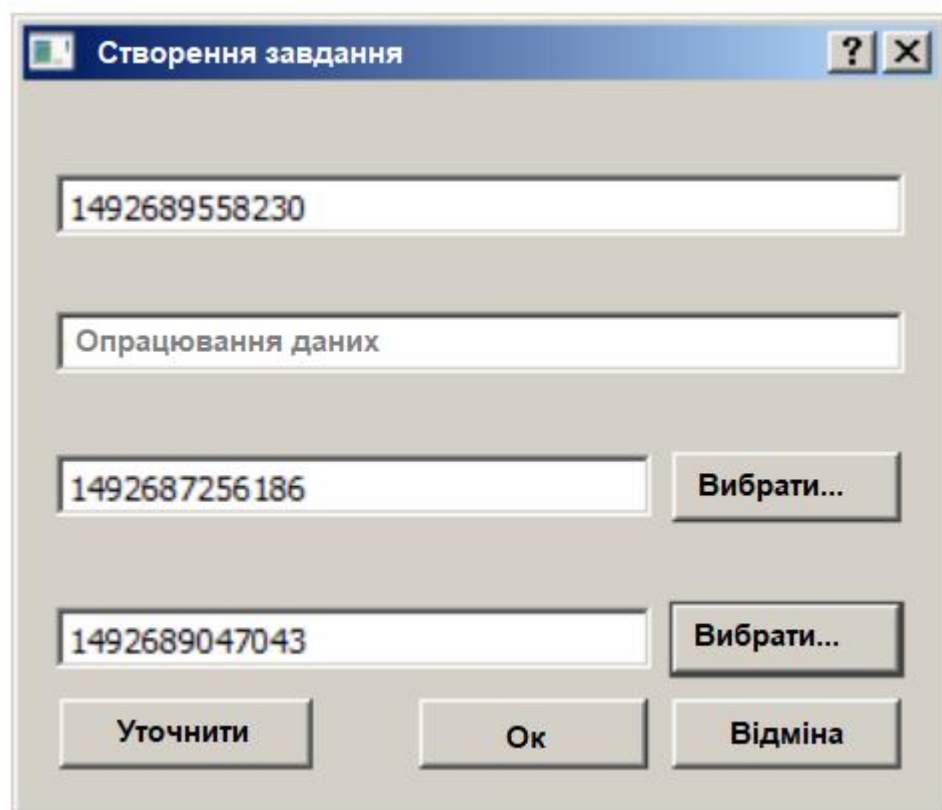 Створення завдання
1492689558230
Опрацювання даних
1492687256186
Вибрати...
1492689047043
Вибрати...
Уточнити
Ок
Відміна